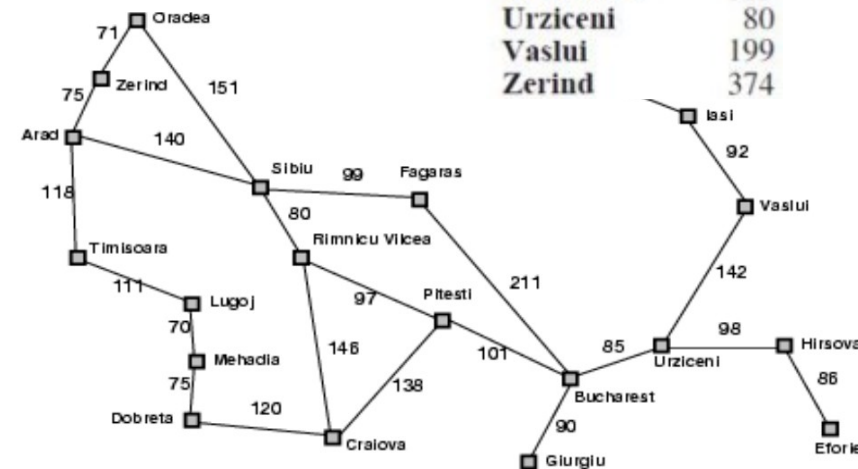 Oradea
Urziceni 80
71
Vaslui 199
Zerind
151
Zerind 374
75
Iasi
Arad
140
92
Sibiu
99
Fagaras
118
80
Vaslui
Rimnicu Vilcea
Timisoara
142
111
211
Lugoj
97
Pitesti
70
98
146
85
Hirsova
101
Urziceni
Mehadia
138
86
75
Bucharest
120
Dobreta
90
Craiova
Eforie
Giurgiu